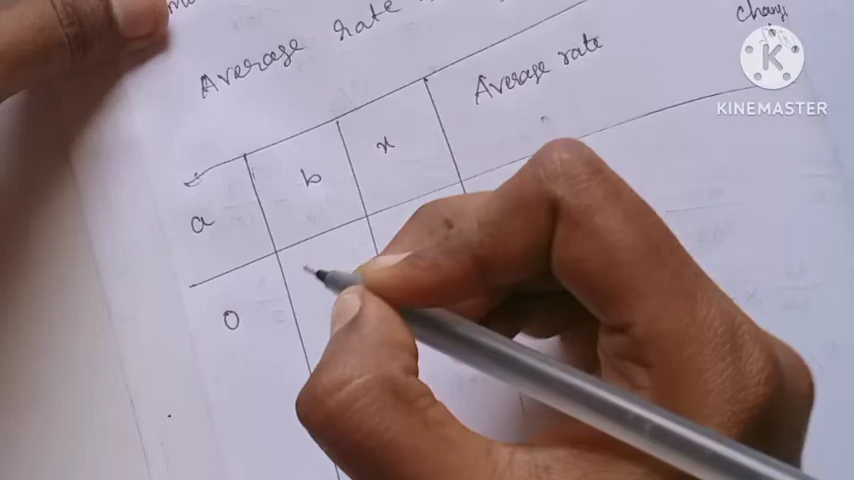 Average rate
change
a b x Average rate
0
KINEMASTER